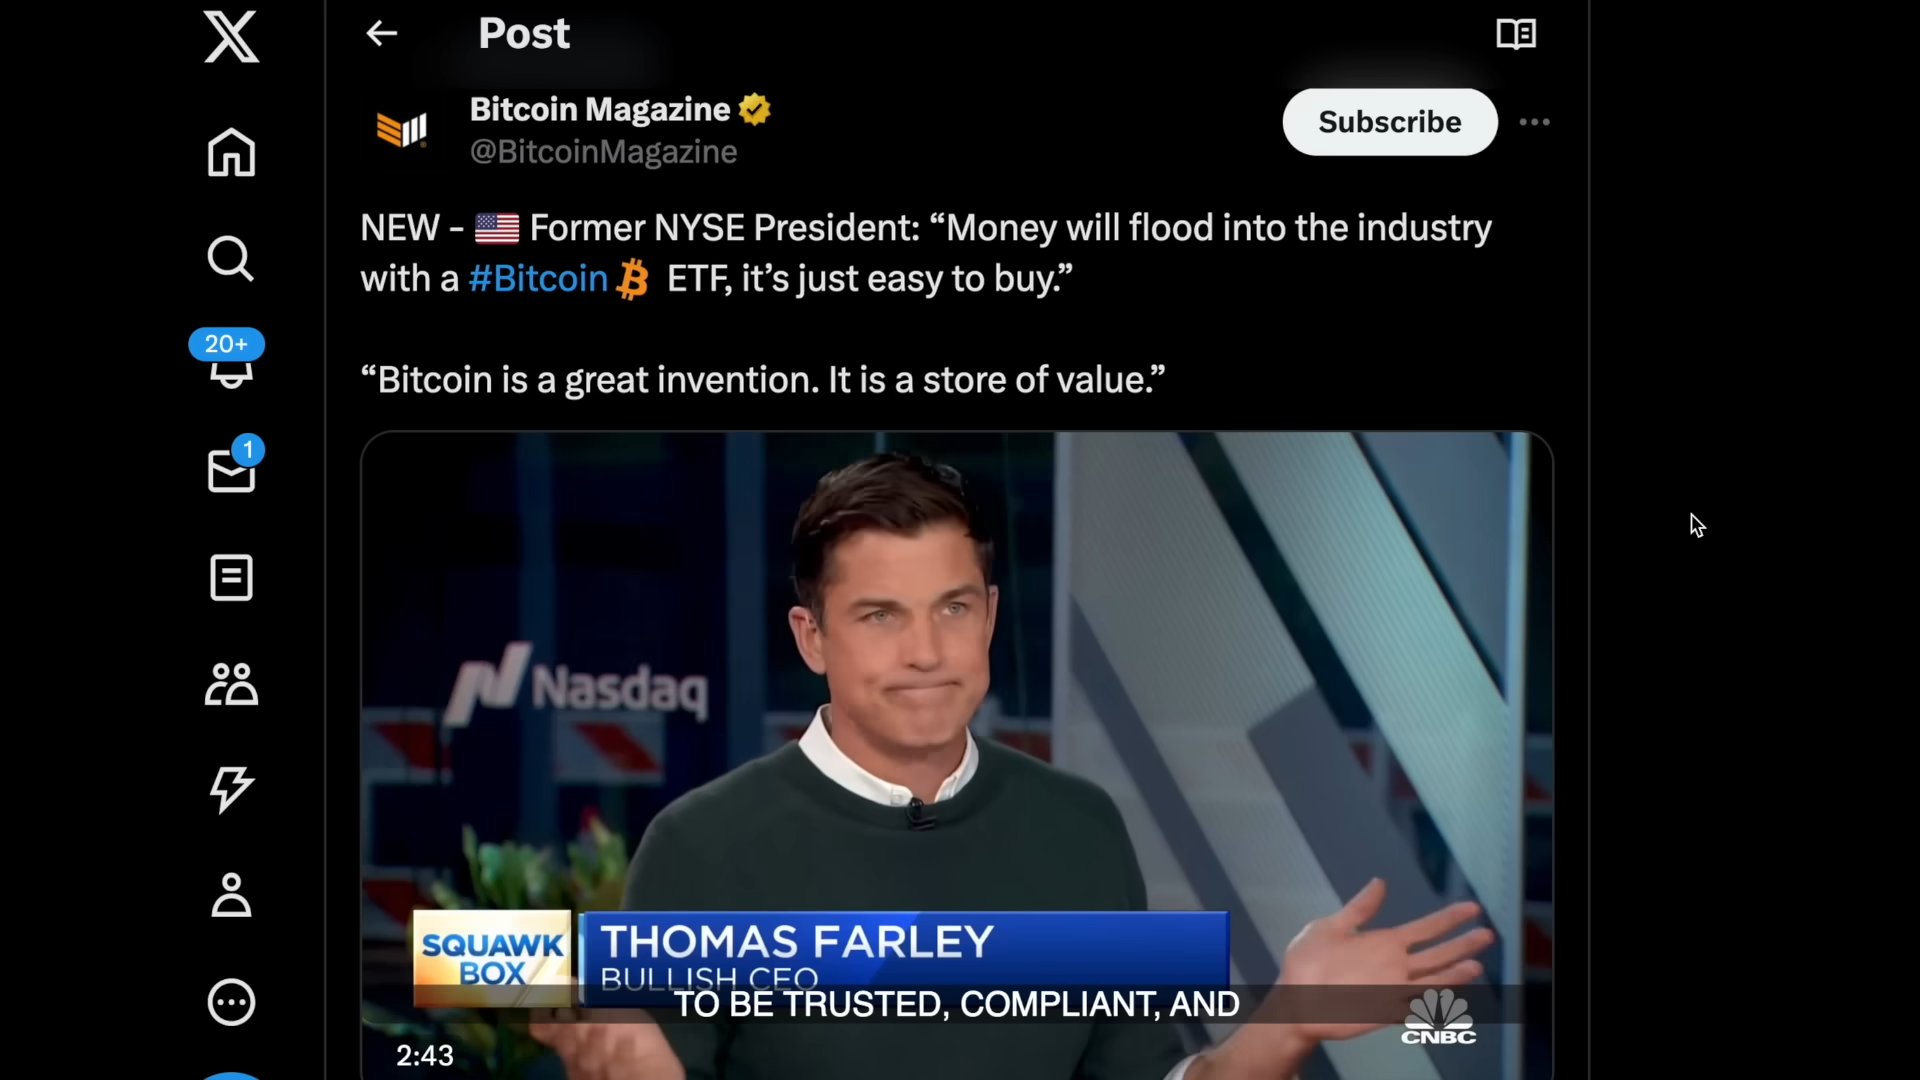 Post
Bitcoin Magazine
@BitcoinMagazine
Subscribe
NEW - 🇺🇸 Former NYSE President: “Money will flood into the industry
with a #Bitcoin ETF, it’s just easy to buy.”
“Bitcoin is a great invention. It is a store of value.”
20+
1
Nasdaq
SQUAWK
BOX
THOMAS FARLEY
BULLISH CEO
TO BE TRUSTED, COMPLIANT, AND
CNBC
2:43